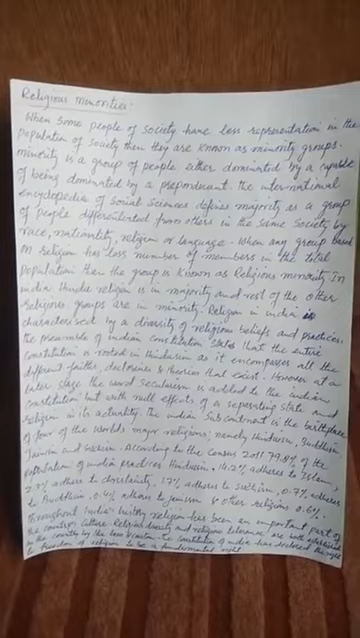 Religious minorities:
When some people of society have less representation in the
population of society then they are known as minority groups.
minority is a group of people either dominated by a capable
of being dominated by a preponduant. the international
encyclopedia of social sciences defines majority as a group
of people differentiated from others in the same society by
race, nationality, religion or language. When any group based
on religion has less number of members in the total
population then the group is known as Religious minority. In
india Hindu religion is in majority and rest of the other
religious groups are in minority. Religion in india is
characterised by a diversity of religious beliefs and practices.
the preamble of indian constitution states that the entire
constitution is rooted in Hinduism as it encompasses all the
different faiths, doctrines & theories that exist. However at a
later stage the word secularism is added to the indian
constitution but with null effects of a seperating state and
religion in its actuality. the indian subcontinent is the birthplace
of four of the worlds major religions; namely Hinduism, Buddhism
Jainism and Sikhism. According to the census 2011 79.8% of the
population of india practices Hinduism, 14.2% adheres to Islam,
2.3% adhere to christianity, 1.7% adheres to Sikhism, 0.7% adheres
to Buddhism, 0.4% adheres to jainism & other religions 0.6%.
Throughout India's history religion has been an important part of
the country's culture. Religious diversity and religious tolerance are both established
in the country by the law & custom. the constitution of india has declared the right
to freedom of religion to be a fundamental right.